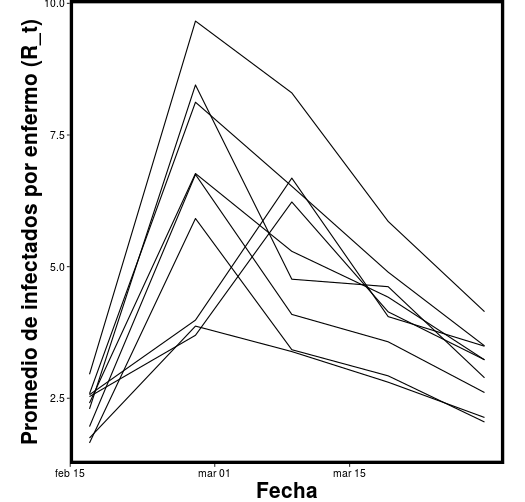 Promedio de infectados por enfermo (R_t)
10.0
7.5
5.0
2.5
feb 15
mar 01
mar 15
Fecha